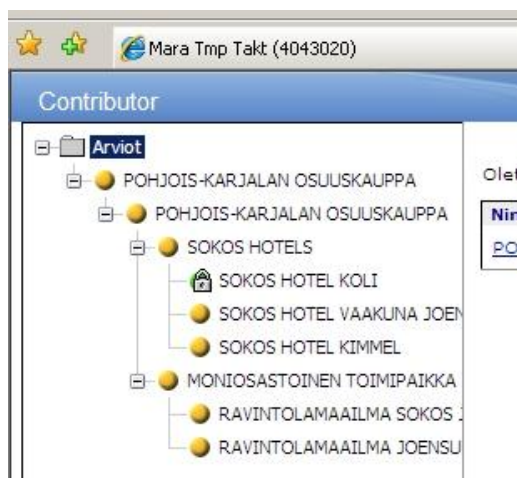 Mara Tmp Takt (4043020)
Contributor
Arviot
POHJOIS-KARJALAN OSUUSKAUPPA
POHJOIS-KARJALAN OSUUSKAUPPA
SOKOS HOTELS
SOKOS HOTEL KOLI
SOKOS HOTEL VAAKUNA JOEN
SOKOS HOTEL KIMMEL
MONIOSASTOINEN TOIMIPAIKKA
RAVINTOLAMAAILMA SOKOS J
RAVINTOLAMAAILMA JOENSU
Olet
Nim
PO